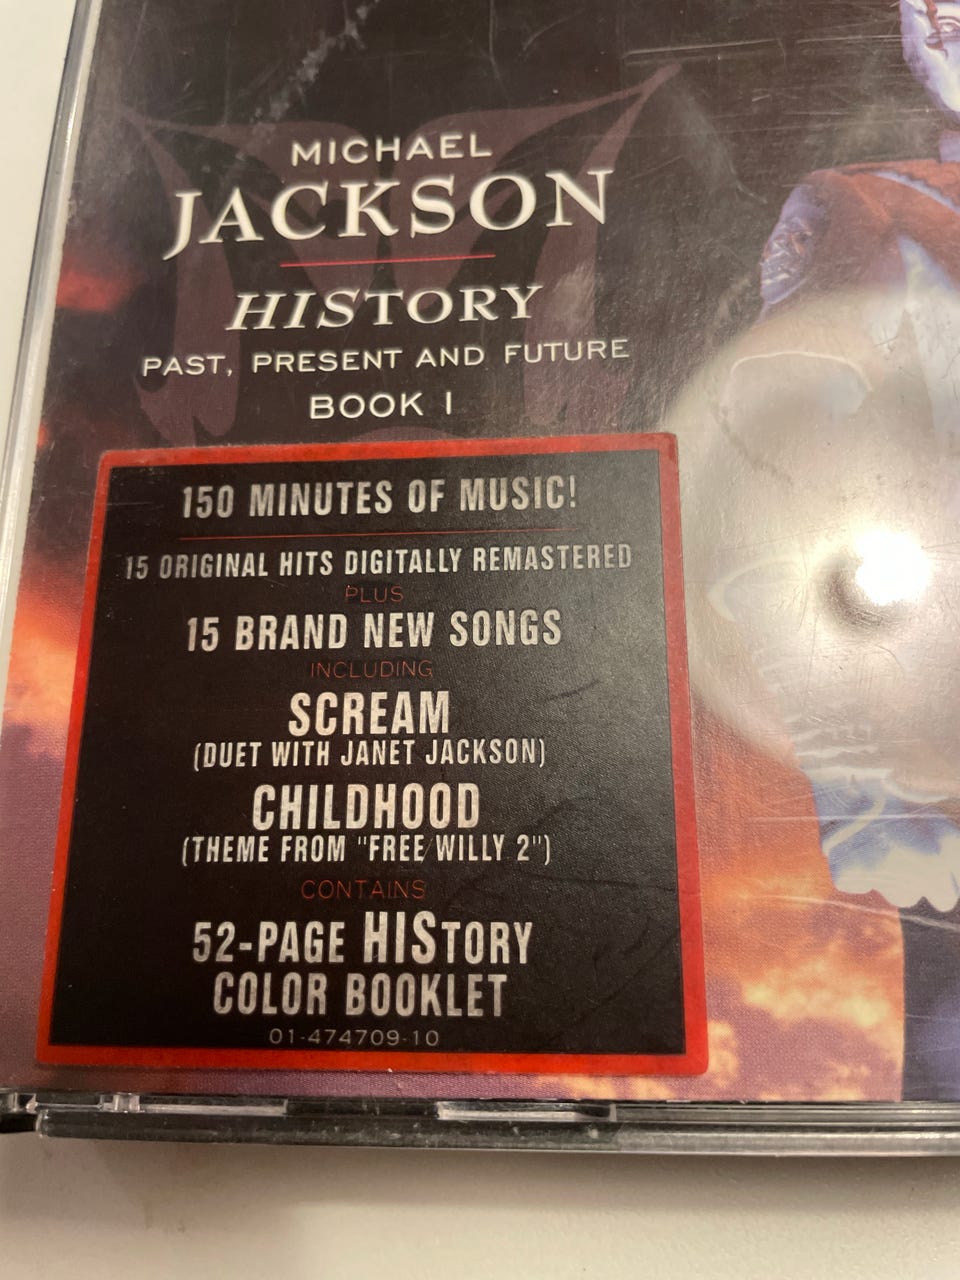 MICHAEL
JACKSON
HISTORY
PAST, PRESENT AND FUTURE
BOOK I
150 MINUTES OF MUSIC!
15 ORIGINAL HITS DIGITALLY REMASTERED
PLUS
15 BRAND NEW SONGS
INCLUDING
SCREAM
(DUET WITH JANET JACKSON)
CHILDHOOD
(THEME FROM "FREE WILLY 2")
CONTAINS
52-PAGE HISTORY
COLOR BOOKLET
01-474709-10